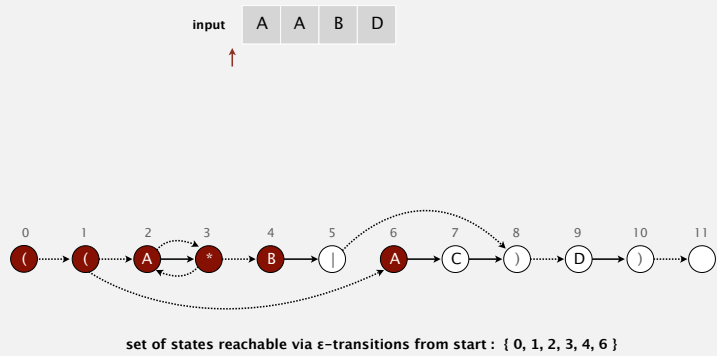 input A A B D
0 1 2 3 4 5 6 7 8 9 10 11
( ( A * B | A C ) D )
set of states reachable via ε-transitions from start : { 0, 1, 2, 3, 4, 6 }